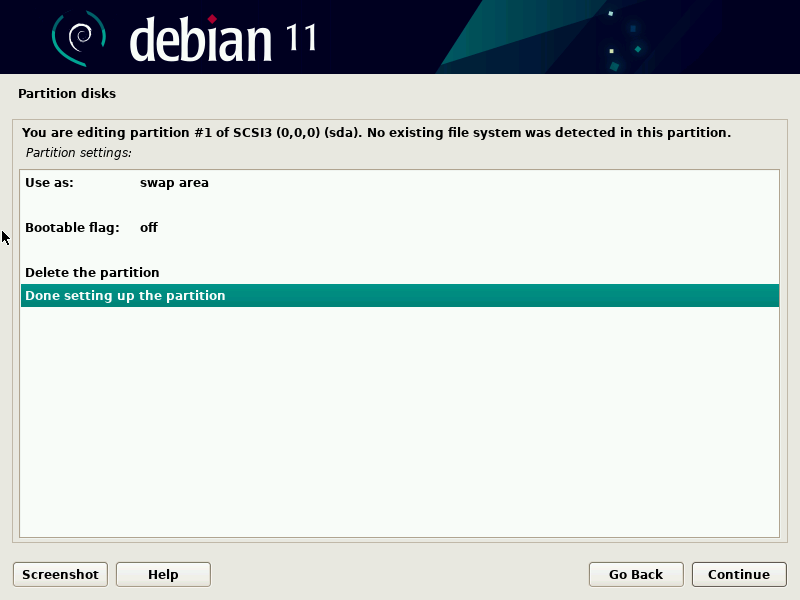 debian 11
Partition disks
You are editing partition #1 of SCSI3 (0,0,0) (sda). No existing file system was detected in this partition.
Partition settings:
Use as: swap area
Bootable flag: off
Delete the partition
Done setting up the partition
Screenshot Help Go Back Continue